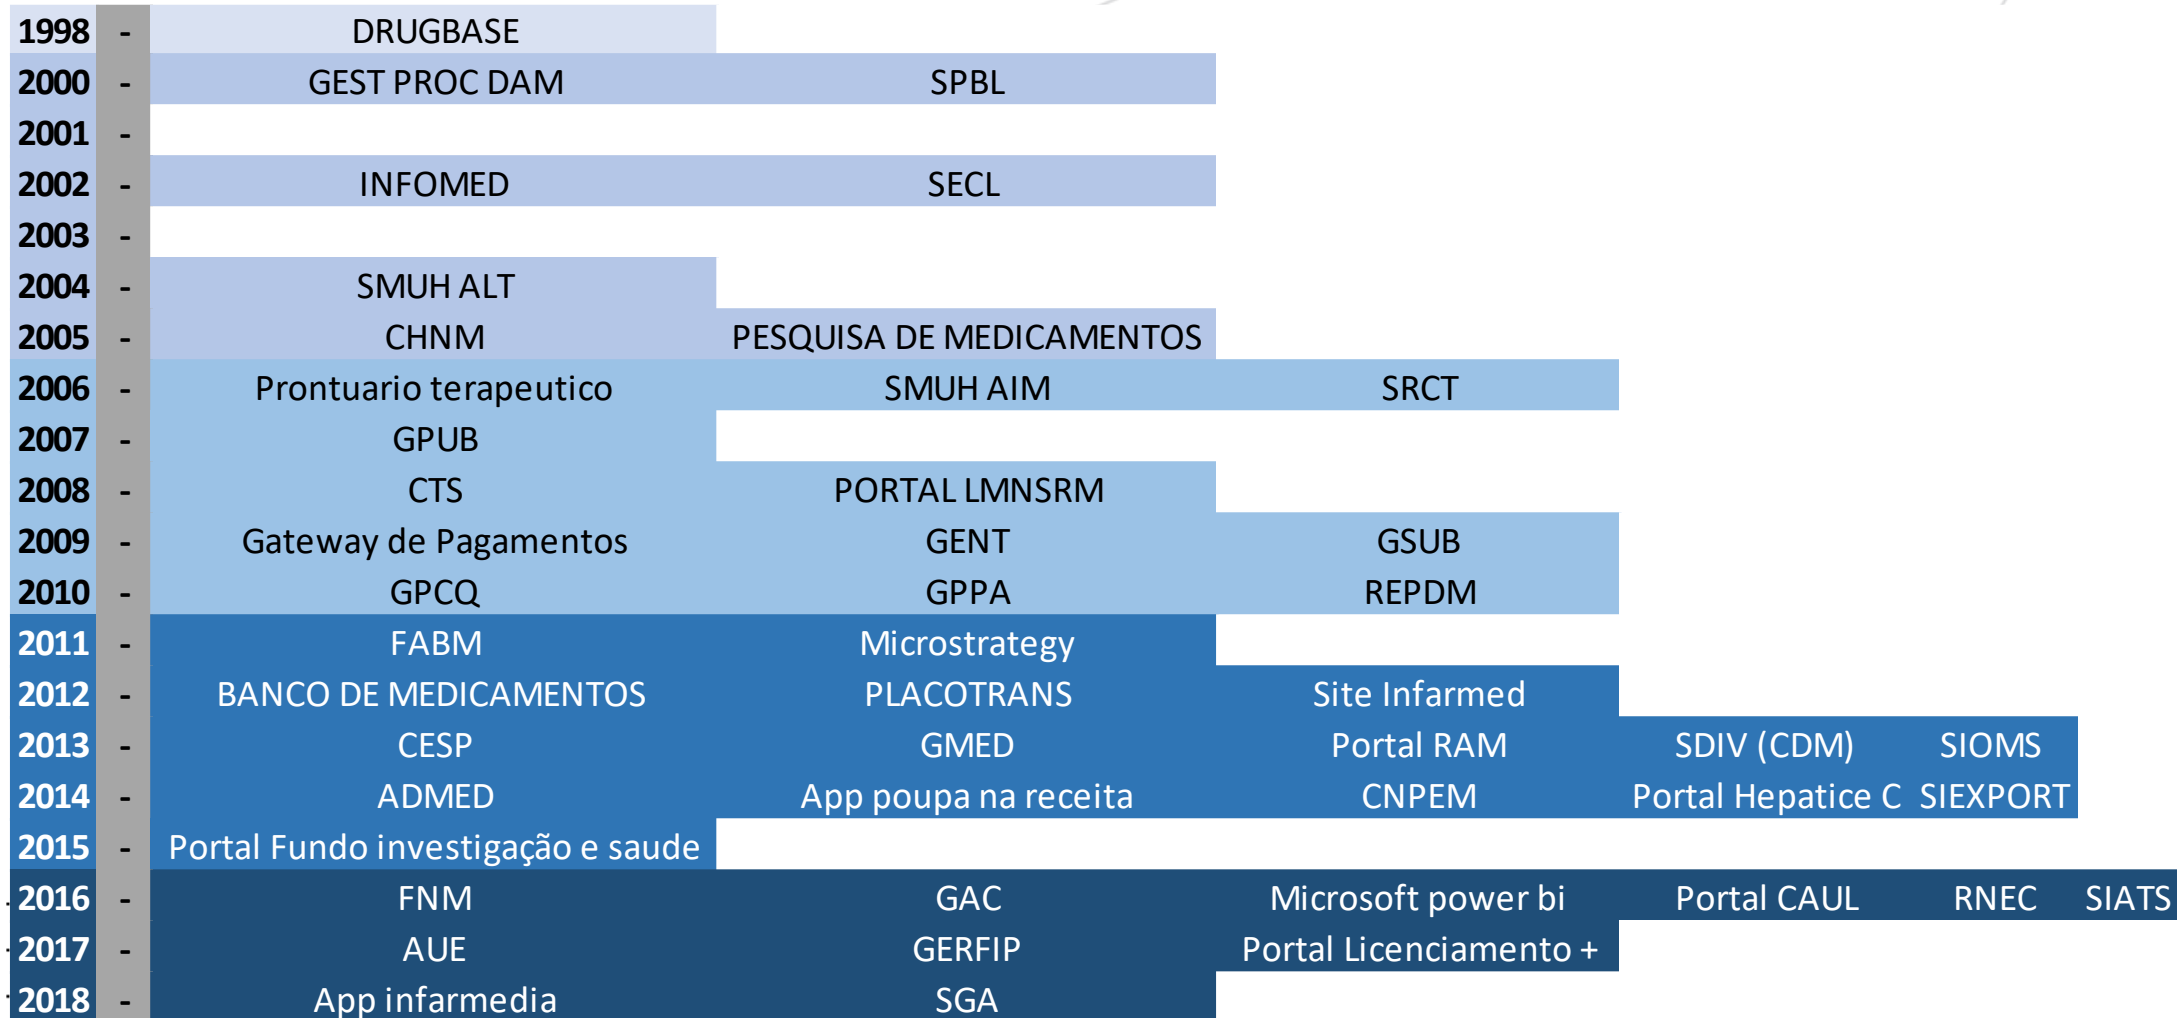 1998 - DRUGBASE
2000 - GEST PROC DAM SPBL
2001 -
2002 - INFOMED SECL
2003 -
2004 - SMUH ALT
2005 - CHNM PESQUISA DE MEDICAMENTOS
2006 - Prontuario terapeutico SMUH AIM SRCT
2007 - GPUB
2008 - CTS PORTAL LMNSRM
2009 - Gateway de Pagamentos GENT GSUB
2010 - GPCQ GPPA REPDM
2011 - FABM Microstrategy
2012 - BANCO DE MEDICAMENTOS PLACOTRANS Site Infarmed
2013 - CESP GMED Portal RAM SDIV (CDM) SIOMS
2014 - ADMED App poupa na receita CNPEM Portal Hepatice C SIEXPORT
2015 - Portal Fundo investigação e saude
2016 - FNM GAC Microsoft power bi Portal CAUL RNEC SIATS
2017 - AUE GERFIP Portal Licenciamento +
2018 - App infarmedia SGA